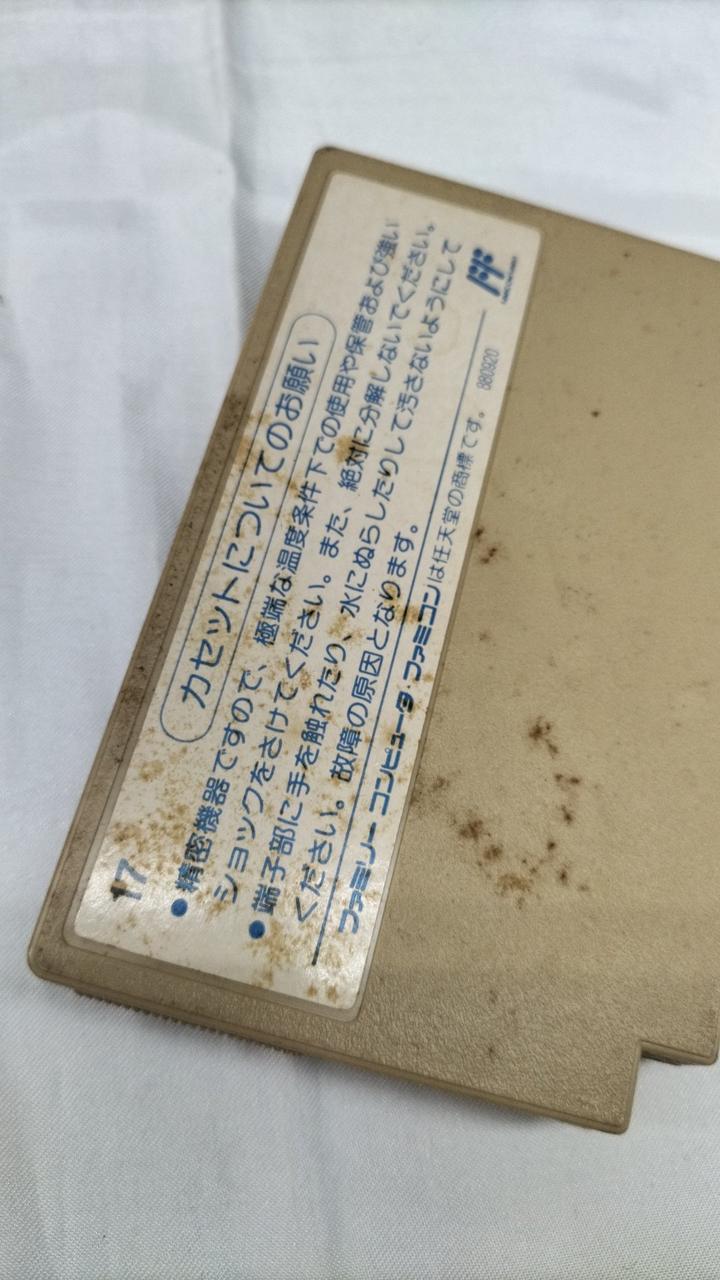 17
カセットについてのお願い
●精密機器ですので、極端な温度条件下での使用や保管および強い
ショックをさけてください。また、絶対に分解しないでください。
●端子部に手を触れたり、水にぬらしたりして汚さないようにして
ください。故障の原因となります。
ファミリーコンピュータ・ファミコンは任天堂の商標です。 880920